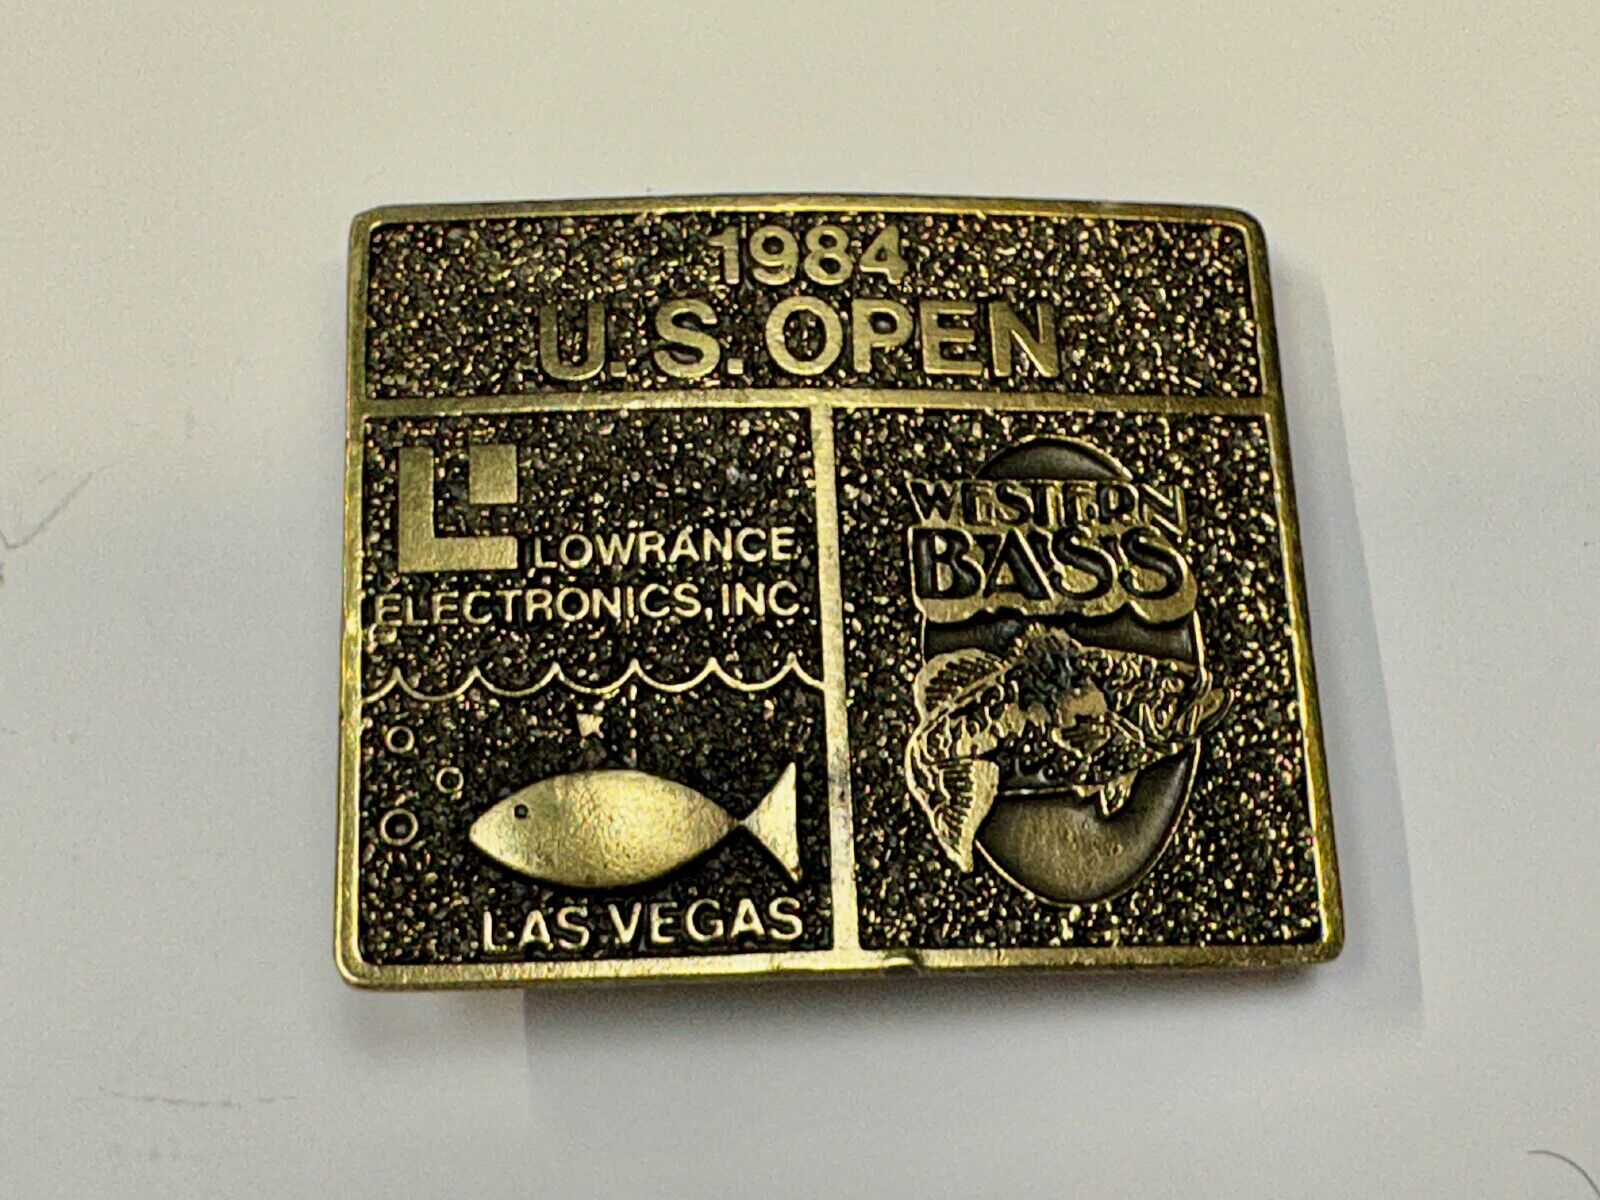 1984
U.S. OPEN
LOWRANCE
ELECTRONICS, INC.
LAS VEGAS
WESTERN
BASS